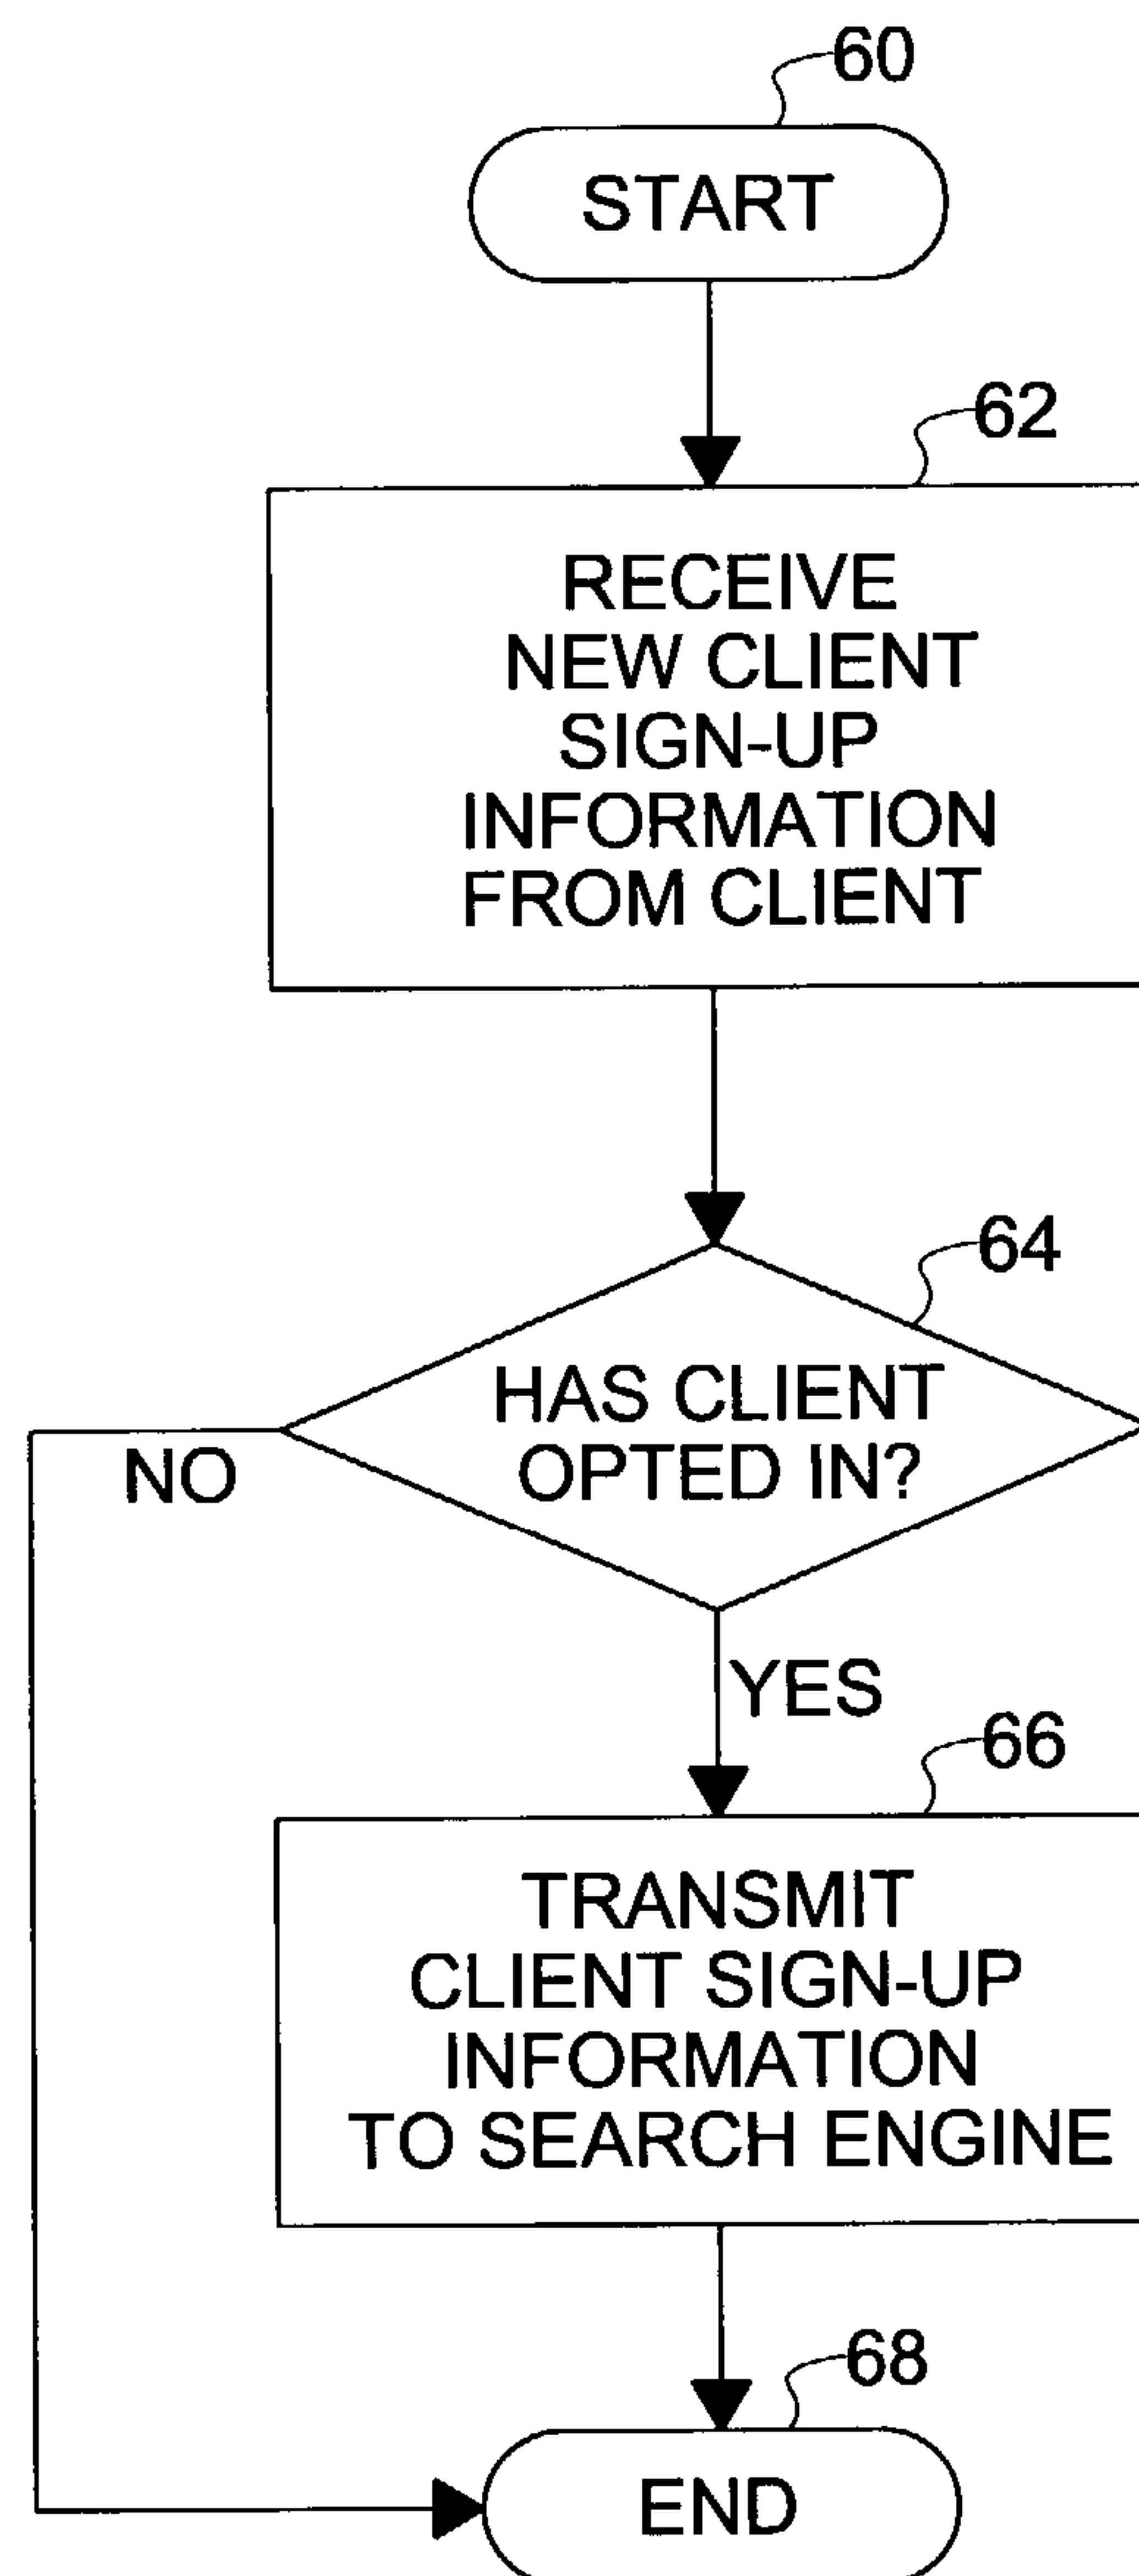 60
START
62
RECEIVE
NEW CLIENT
SIGN-UP
INFORMATION
FROM CLIENT
64
HAS CLIENT
OPTED IN?
NO
YES
66
TRANSMIT
CLIENT SIGN-UP
INFORMATION
TO SEARCH ENGINE
68
END